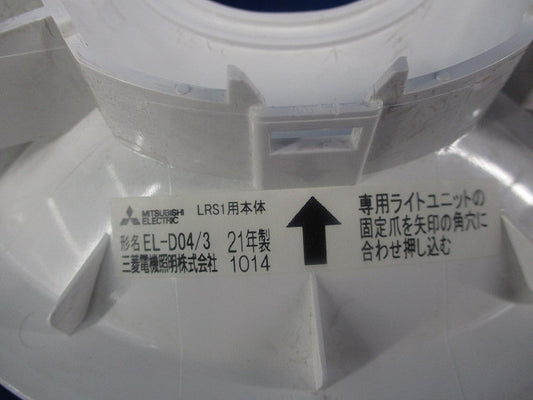 MITSUBISHI
ELECTRIC
LRS1用本体
形名 EL-D04/3 21年製
三菱電機照明株式会社 1014
専用ライトユニットの
固定爪を矢印の角穴に
合わせ押し込む